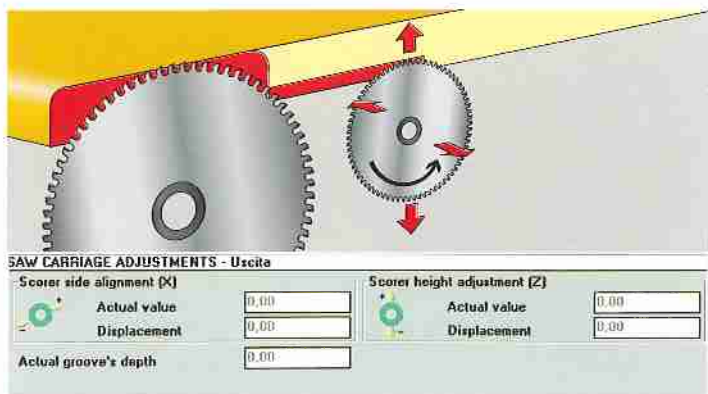 SAW CARRIAGE ADJUSTMENTS - Uscita
Scorer side alignment (X)
Actual value 0,00
Displacement 0,00
Actual groove's depth 0,00
Scorer height adjustment (Z)
Actual value 0,00
Displacement 0,00